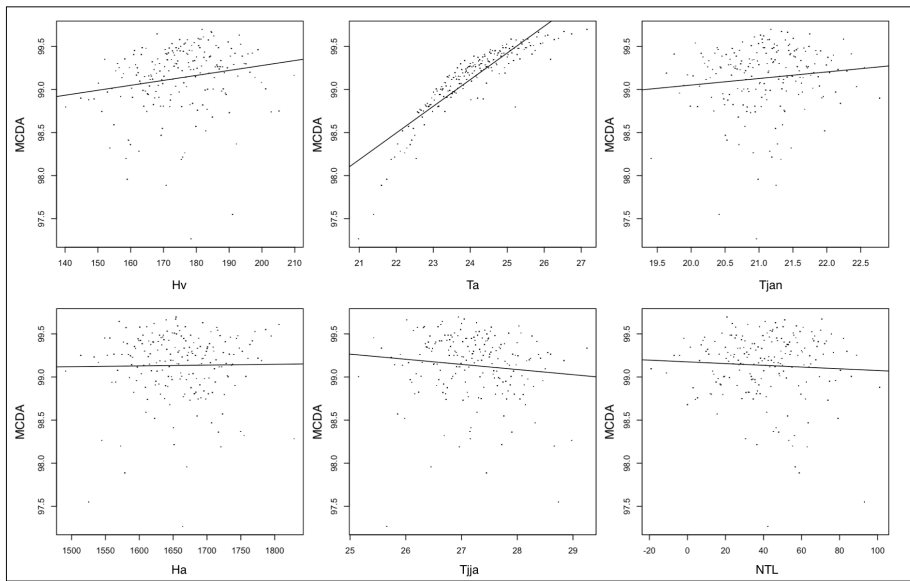 MCDA
97.5 98.0 98.5 99.0 99.5
140 150 160 170 180 190 200 210
Hv
MCDA
97.5 98.0 98.5 99.0 99.5
21 22 23 24 25 26 27
Ta
MCDA
97.5 98.0 98.5 99.0 99.5
19.5 20.0 20.5 21.0 21.5 22.0 22.5
Tjan
MCDA
97.5 98.0 98.5 99.0 99.5
1500 1550 1600 1650 1700 1750 1800
Ha
MCDA
97.5 98.0 98.5 99.0 99.5
25 26 27 28 29
Tjja
MCDA
97.5 98.0 98.5 99.0 99.5
-20 0 20 40 60 80 100
NTL